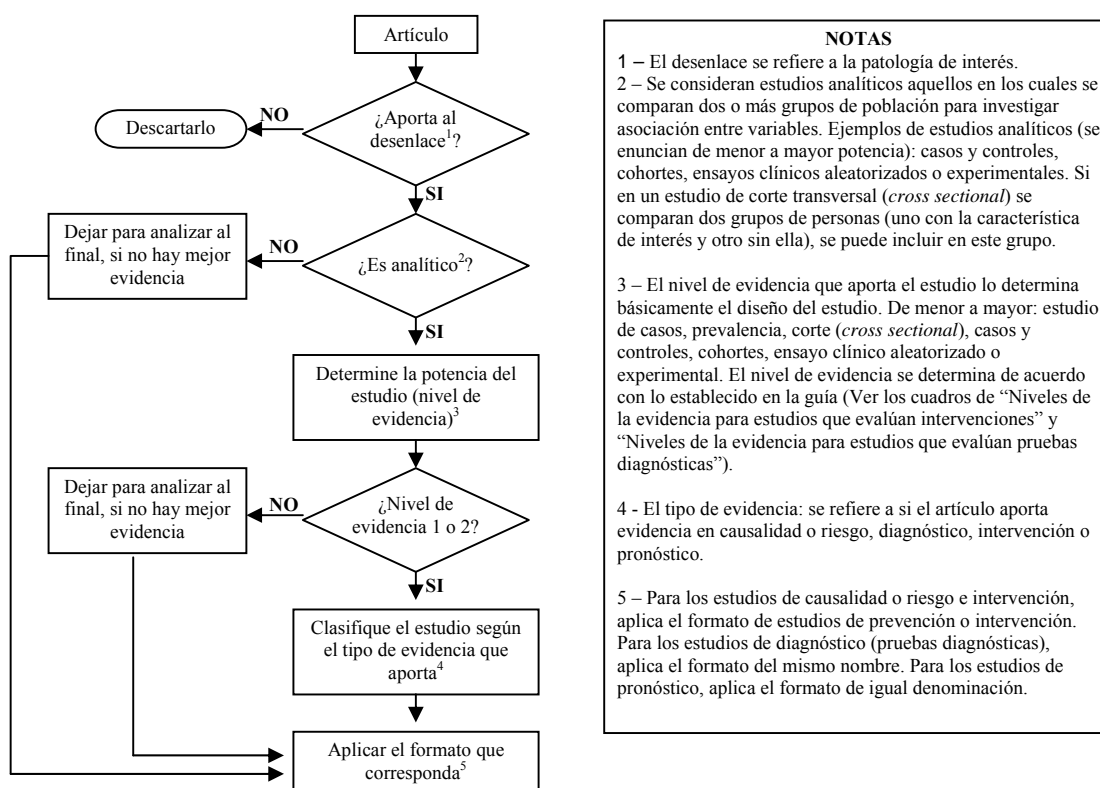 Artículo
¿Aporta al
desenlace1?
NO
Descartarlo
SI
¿Es analítico2?
NO
Dejar para analizar al
final, si no hay mejor
evidencia
SI
Determine la potencia del
estudio (nivel de
evidencia)3
¿Nivel de
evidencia 1 o 2?
NO
Dejar para analizar al
final, si no hay mejor
evidencia
SI
Clasifique el estudio según
el tipo de evidencia que
aporta4
Aplicar el formato que
corresponda5
NOTAS
1 – El desenlace se refiere a la patología de interés.
2 – Se consideran estudios analíticos aquellos en los cuales se
comparan dos o más grupos de población para investigar
asociación entre variables. Ejemplos de estudios analíticos (se
enuncian de menor a mayor potencia): casos y controles,
cohortes, ensayos clínicos aleatorizados o experimentales. Si
en un estudio de corte transversal (cross sectional) se
comparan dos grupos de personas (uno con la característica
de interés y otro sin ella), se puede incluir en este grupo.
3 – El nivel de evidencia que aporta el estudio lo determina
básicamente el diseño del estudio. De menor a mayor: estudio
de casos, prevalencia, corte (cross sectional), casos y
controles, cohortes, ensayo clínico aleatorizado o
experimental. El nivel de evidencia se determina de acuerdo
con lo establecido en la guía (Ver los cuadros de “Niveles de
la evidencia para estudios que evalúan intervenciones” y
“Niveles de la evidencia para estudios que evalúan pruebas
diagnósticas”).
4 - El tipo de evidencia: se refiere a si el artículo aporta
evidencia en causalidad o riesgo, diagnóstico, intervención o
pronóstico.
5 – Para los estudios de causalidad o riesgo e intervención,
aplica el formato de estudios de prevención o intervención.
Para los estudios de diagnóstico (pruebas diagnósticas),
aplica el formato del mismo nombre. Para los estudios de
pronóstico, aplica el formato de igual denominación.